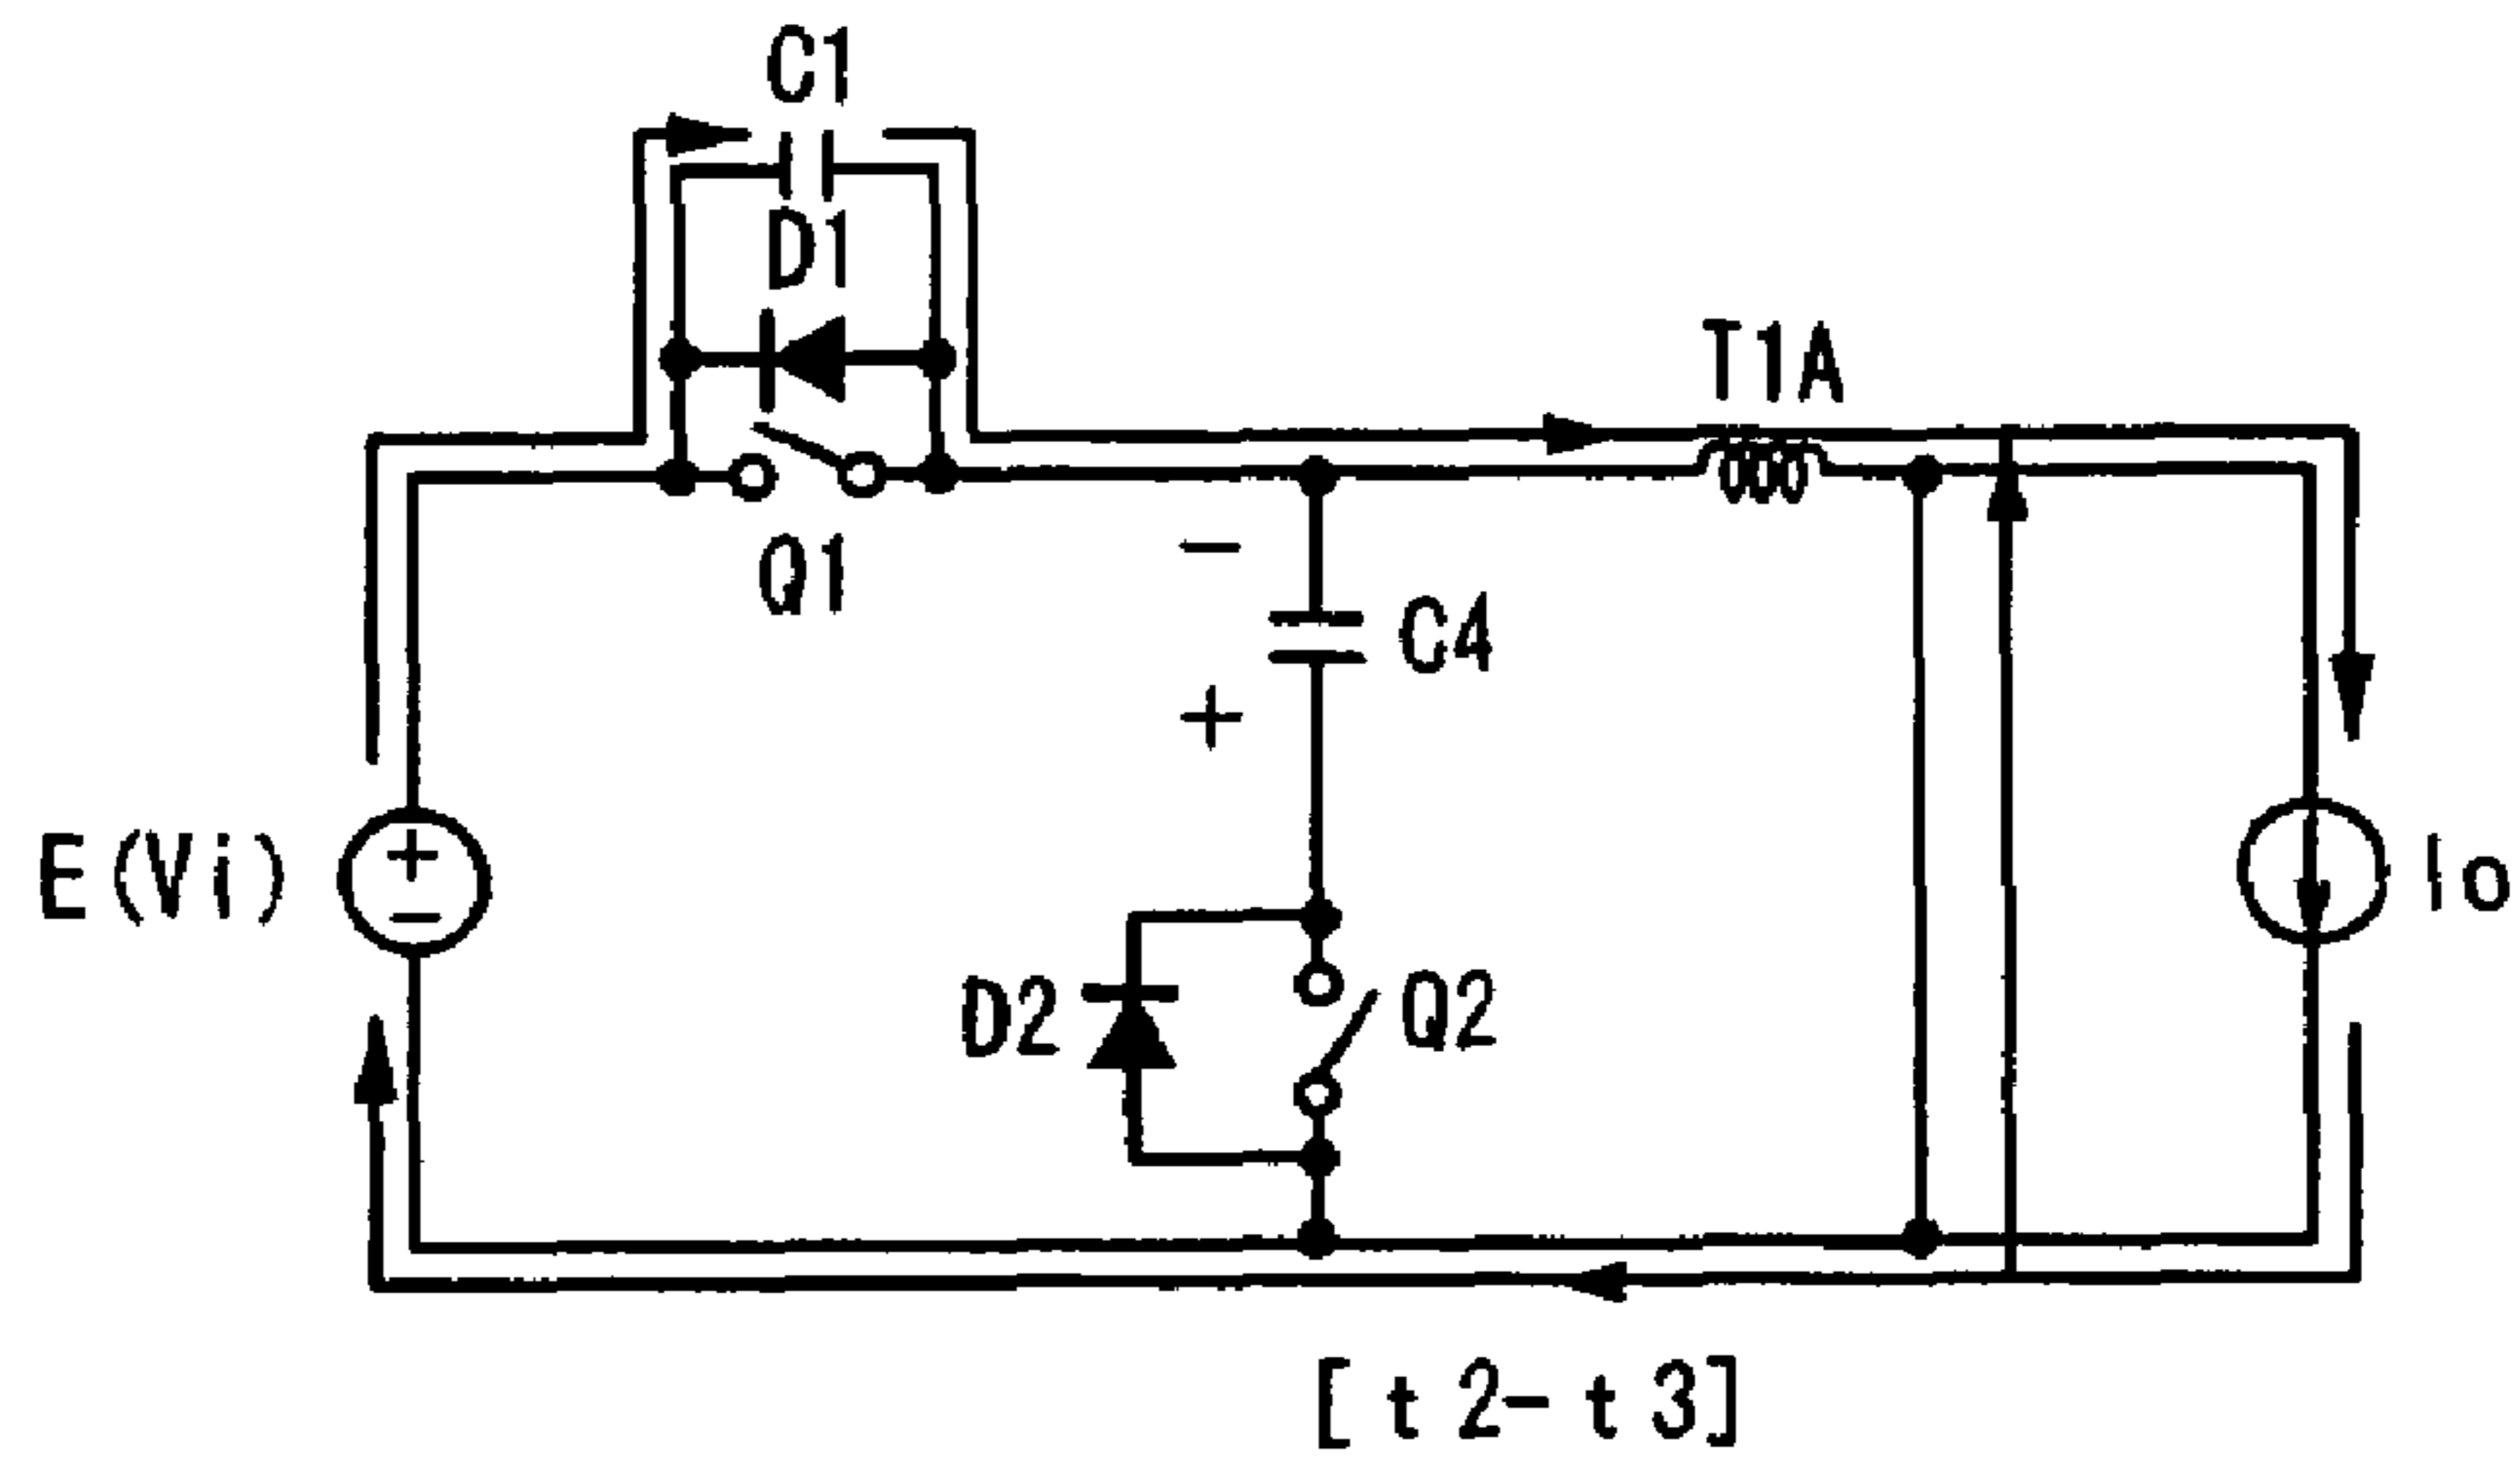 C1
D1
T1A
Q1
−
C4
+
E(Vi)
+
−
Io
D2
Q2
[t2-t3]